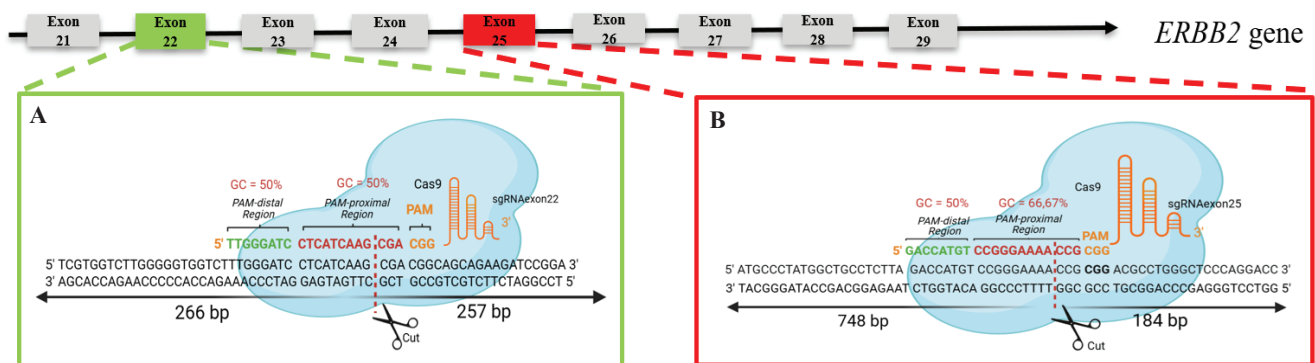 Exon 21
Exon 22
Exon 23
Exon 24
Exon 25
Exon 26
Exon 27
Exon 28
Exon 29
ERBB2 gene
A
GC = 50%
GC = 50%
Cas9
PAM-distal Region
PAM-proximal Region
PAM
sgRNAexon22
3'
5' TTGGGATC CTCATCAAG CGA CGG
5' TCGTGGTCTTGGGGGTGGTCTTTGGGATC CTCATCAAG CGA CGGCAGCAGAAGATCCGGA 3'
3' AGCACCAGAACCCCCACCAGAAACCCTAG GAGTAGTTC GCT GCCGTCGTCTTCTAGGCCT 5'
266 bp
257 bp
Cut
B
GC = 50%
GC = 66,67%
Cas9
PAM-distal Region
PAM-proximal Region
PAM
sgRNAexon25
3'
5' GACCATGT CCGGGAAAA CCG CGG
5' ATGCCCTATGGCTGCCTCTTA GACCATGT CCGGGAAAA CCG CGG ACGCCTGGGCTCCCAGGACC 3'
3' TACGGGATACCGACGGAGAAT CTGGTACA GGCCCTTTT GGC GCC TGCGGACCCGAGGGTCCTGG 5'
748 bp
184 bp
Cut